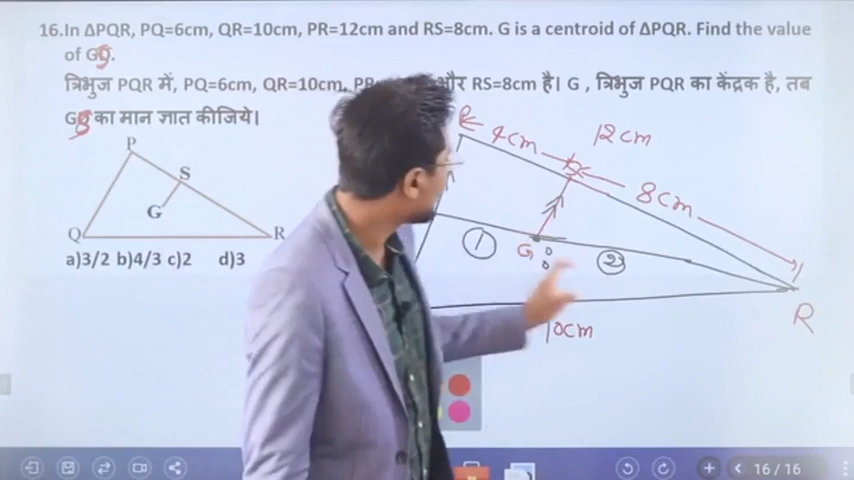 16.In ΔPQR, PQ=6cm, QR=10cm, PR=12cm and RS=8cm. G is a centroid of ΔPQR. Find the value
of GS.
त्रिभुज PQR में, PQ=6cm, QR=10cm, और RS=8cm है। G , त्रिभुज PQR का केंद्रक है, तब
GS का मान ज्ञात कीजिये।
P
S
G
Q R
a)3/2 b)4/3 c)2 d)3
P
4cm
12cm
S
8cm
1
G
2
R
10cm
16 / 16